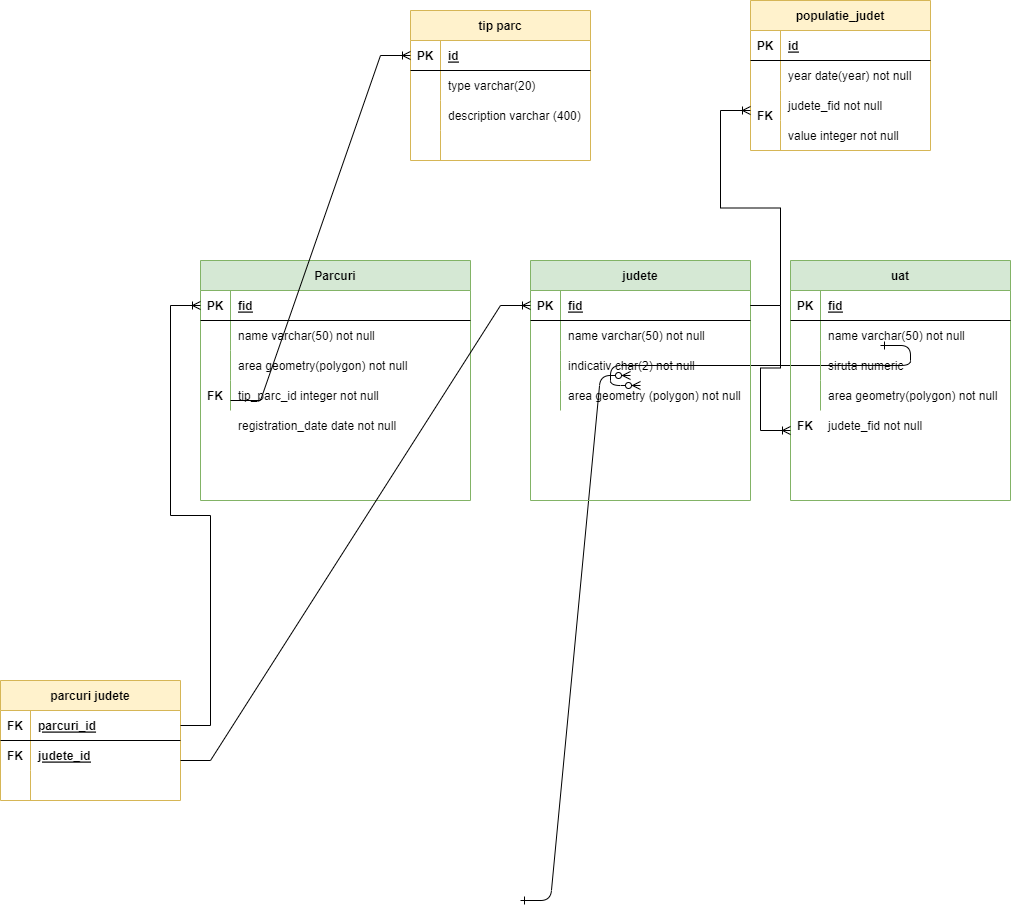 tip parc
PK id
type varchar(20)
description varchar (400)
populatie_judet
PK id
year date(year) not null
judete_fid not null
FK
value integer not null
Parcuri
PK fid
name varchar(50) not null
area geometry(polygon) not null
FK tip_parc_id integer not null
registration_date date not null
judete
PK fid
name varchar(50) not null
indicativ char(2) not null
area geometry (polygon) not null
uat
PK fid
name varchar(50) not null
siruta numeric
area geometry(polygon) not null
FK judete_fid not null
parcuri judete
FK parcuri_id
FK judete_id